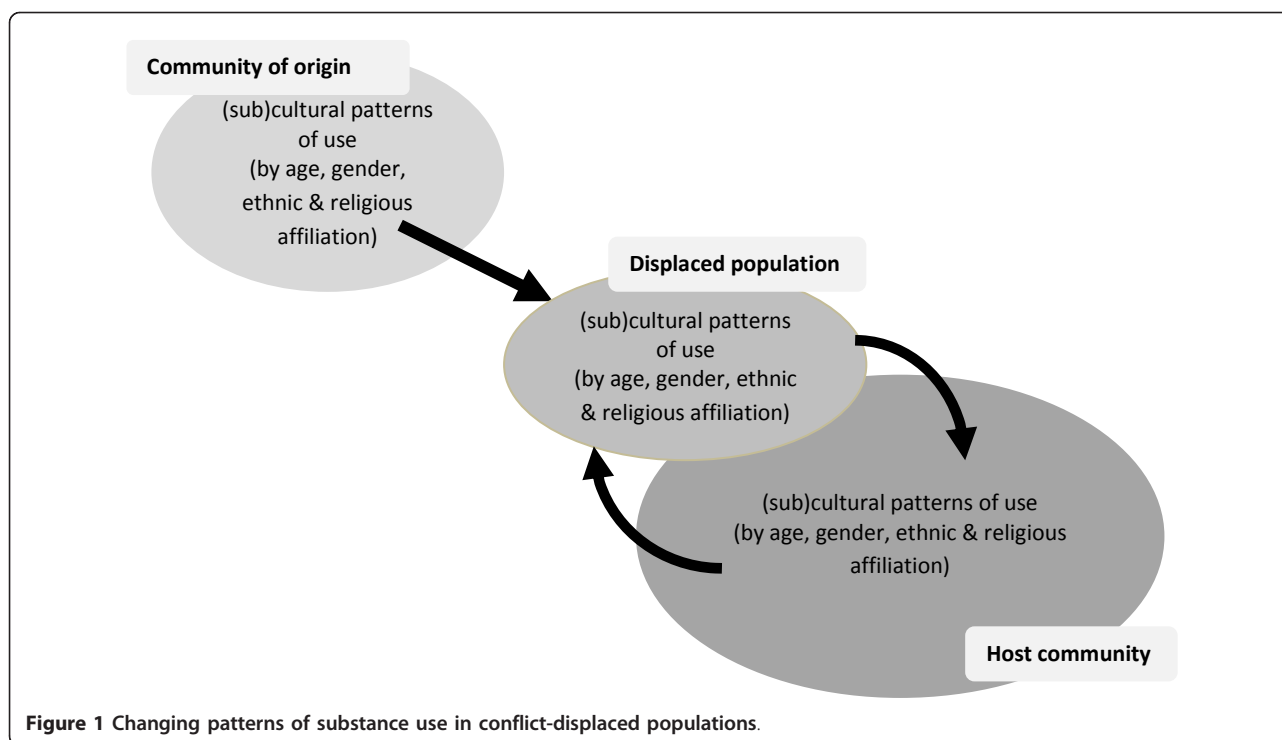 Community of origin
(sub)cultural patterns
of use
(by age, gender,
ethnic & religious
affiliation)
Displaced population
(sub)cultural patterns
of use
(by age, gender, ethnic
& religious affiliation)
(sub)cultural patterns of use
(by age, gender, ethnic & religious
affiliation)
Host community
Figure 1 Changing patterns of substance use in conflict-displaced populations.